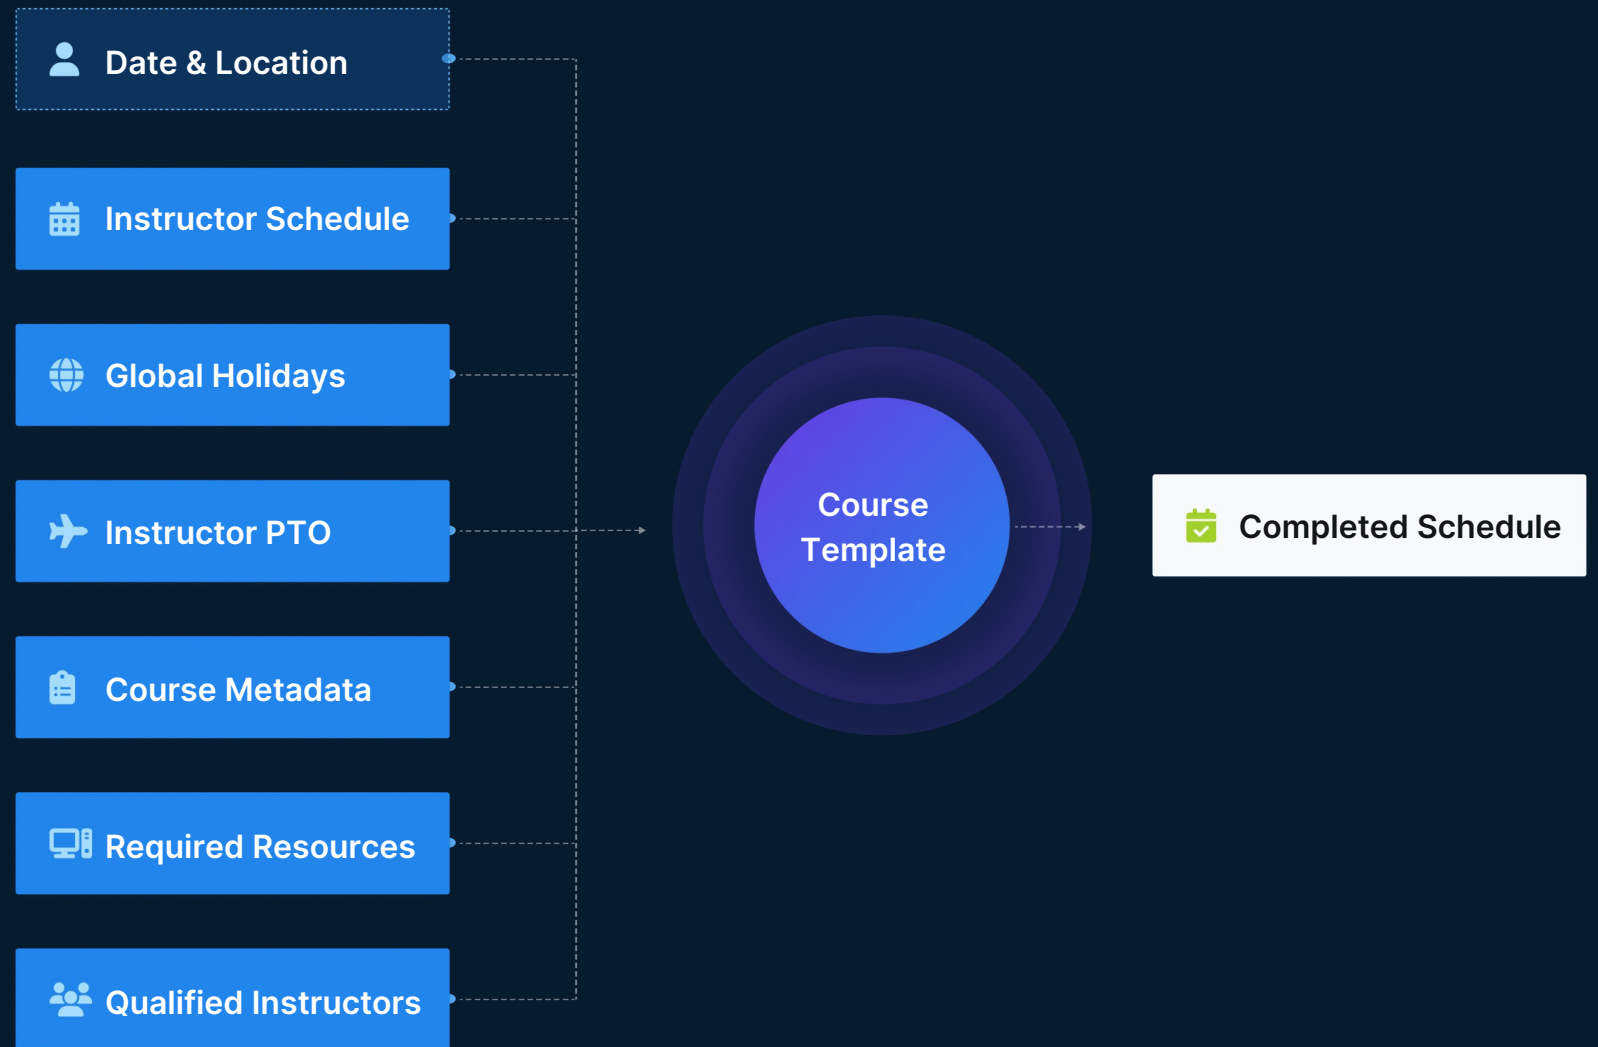 Date & Location
Instructor Schedule
Global Holidays
Instructor PTO
Course Metadata
Required Resources
Qualified Instructors
Course
Template
Completed Schedule